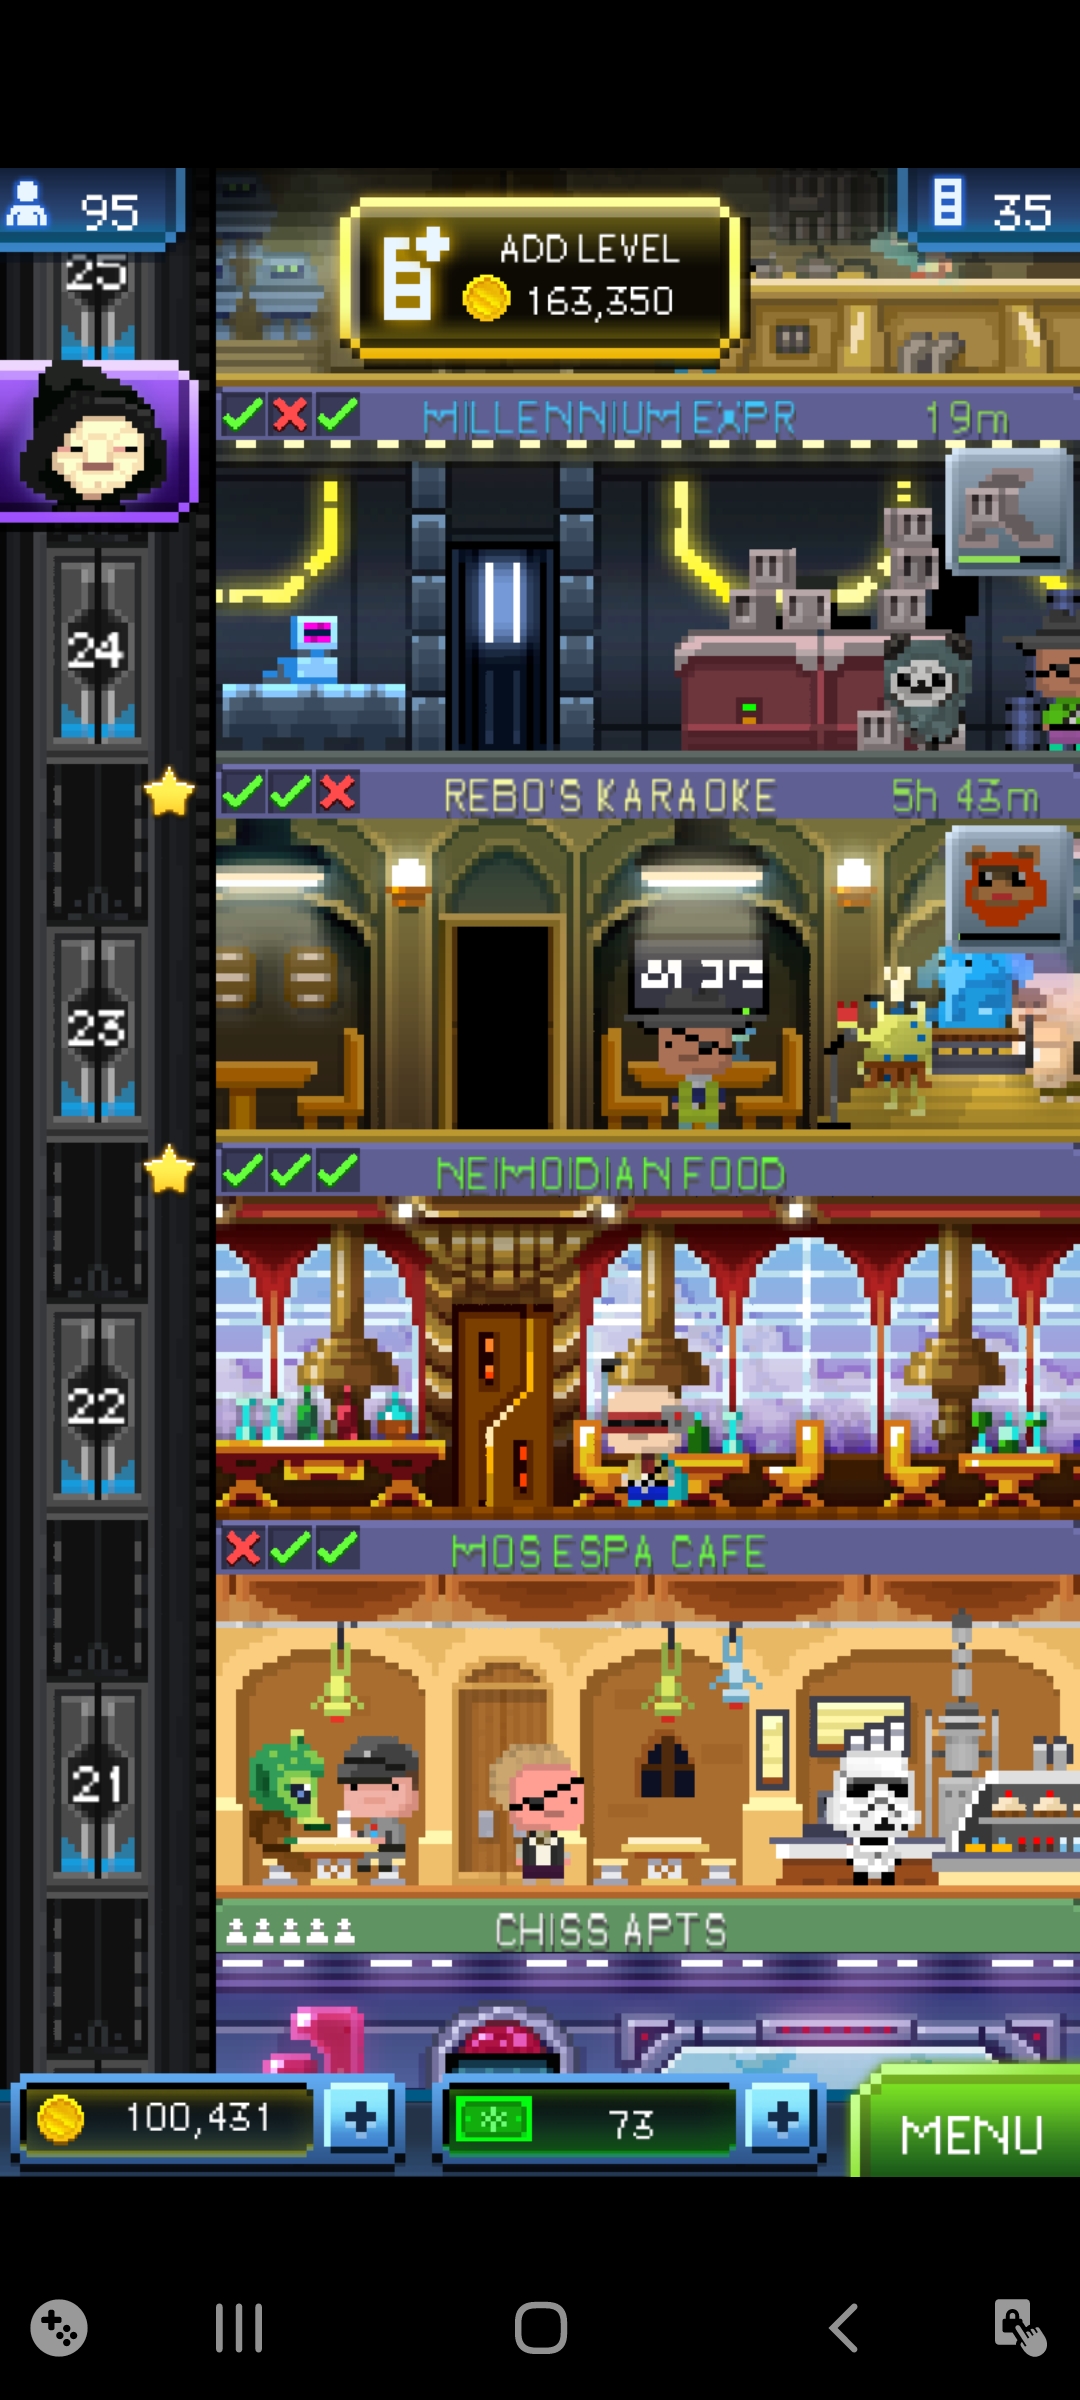 95
ADD LEVEL
163,350
35
25
MILLENNIUM EXPR
19m
24
REBO'S KARAOKE
5h 43m
23
NEIMOIDIAN FOOD
22
MOS ESPA CAFE
21
CHISS APTS
100,431
73
MENU